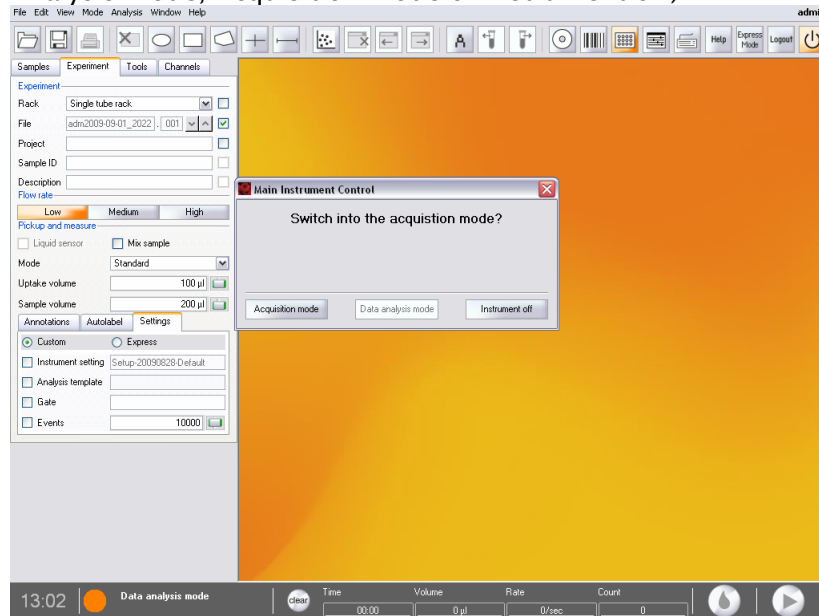 File Edit View Mode Analysis Window Help
Help Express Mode Logout
Samples Experiment Tools Channels
Experiment
Rack Single tube rack
File adm2009-09-01_2022 . 001
Project
Sample ID
Description
Flow rate
Low Medium High
Pickup and measure
Liquid sensor Mix sample
Mode Standard
Uptake volume 100 µl
Sample volume 200 µl
Annotations Autolabel Settings
Custom Express
Instrument setting Setup-20090828-Default
Analysis template
Gate
Events 10000
Main Instrument Control
Switch into the acquistion mode?
Acquisition mode Data analysis mode Instrument off
13:02 Data analysis mode clear
Time Volume Rate Count
00:00 0 µl 0/sec 0